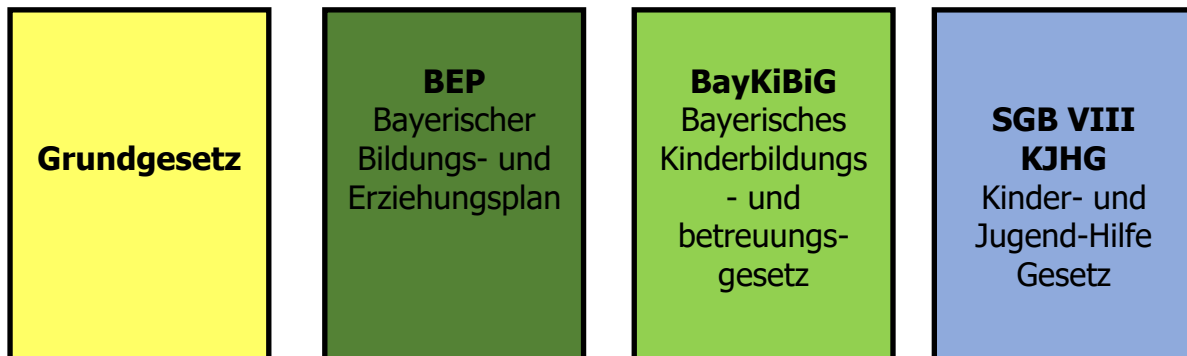 Grundgesetz
BEP
Bayerischer
Bildungs- und
Erziehungsplan
BayKiBiG
Bayerisches
Kinderbildungs
- und
betreuungs-
gesetz
SGB VIII
KJHG
Kinder- und
Jugend-Hilfe
Gesetz